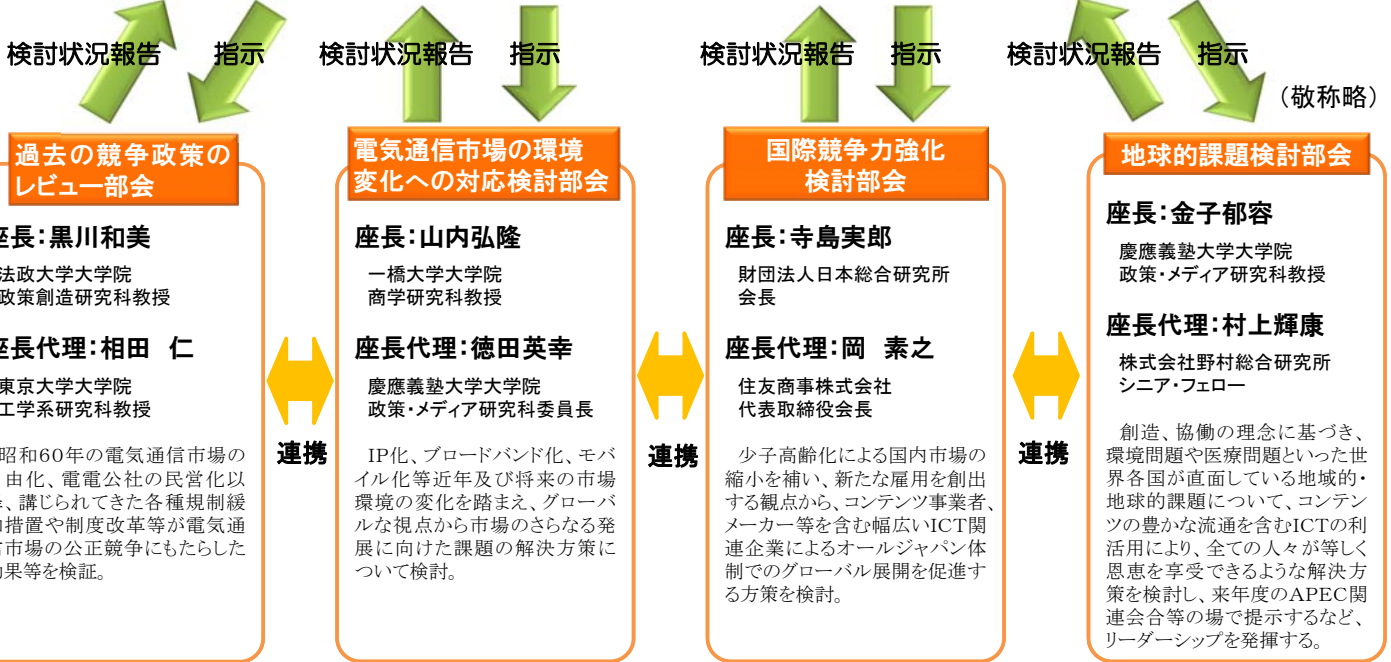 検討状況報告　指示
検討状況報告　指示
検討状況報告　指示
検討状況報告　指示
（敬称略）
過去の競争政策の
レビュー部会
座長：黒川和美
法政大学大学院
政策創造研究科教授
座長代理：相田　仁
東京大学大学院
工学系研究科教授
昭和60年の電気通信市場の
由化、電電公社の民営化以
、講じられてきた各種規制緩
措置や制度改革等が電気通
市場の公正競争にもたらした
果等を検証。
連携
電気通信市場の環境
変化への対応検討部会
座長：山内弘隆
一橋大学大学院
商学研究科教授
座長代理：徳田英幸
慶應義塾大学大学院
政策・メディア研究科委員長
IP化、ブロードバンド化、モバ
イル化等近年及び将来の市場
環境の変化を踏まえ、グローバ
ルな視点から市場のさらなる発
展に向けた課題の解決方策に
ついて検討。
連携
国際競争力強化
検討部会
座長：寺島実郎
財団法人日本総合研究所
会長
座長代理：岡　素之
住友商事株式会社
代表取締役会長
少子高齢化による国内市場の
縮小を補い、新たな雇用を創出
する観点から、コンテンツ事業者、
メーカー等を含む幅広いICT関
連企業によるオールジャパン体
制でのグローバル展開を促進す
る方策を検討。
連携
地球的課題検討部会
座長：金子郁容
慶應義塾大学大学院
政策・メディア研究科教授
座長代理：村上輝康
株式会社野村総合研究所
シニア・フェロー
創造、協働の理念に基づき、
環境問題や医療問題といった世
界各国が直面している地域的・
地球的課題について、コンテン
ツの豊かな流通を含むICTの利
活用により、全ての人々が等しく
恩恵を享受できるような解決方
策を検討し、来年度のAPEC関
連会合等の場で提示するなど、
リーダーシップを発揮する。